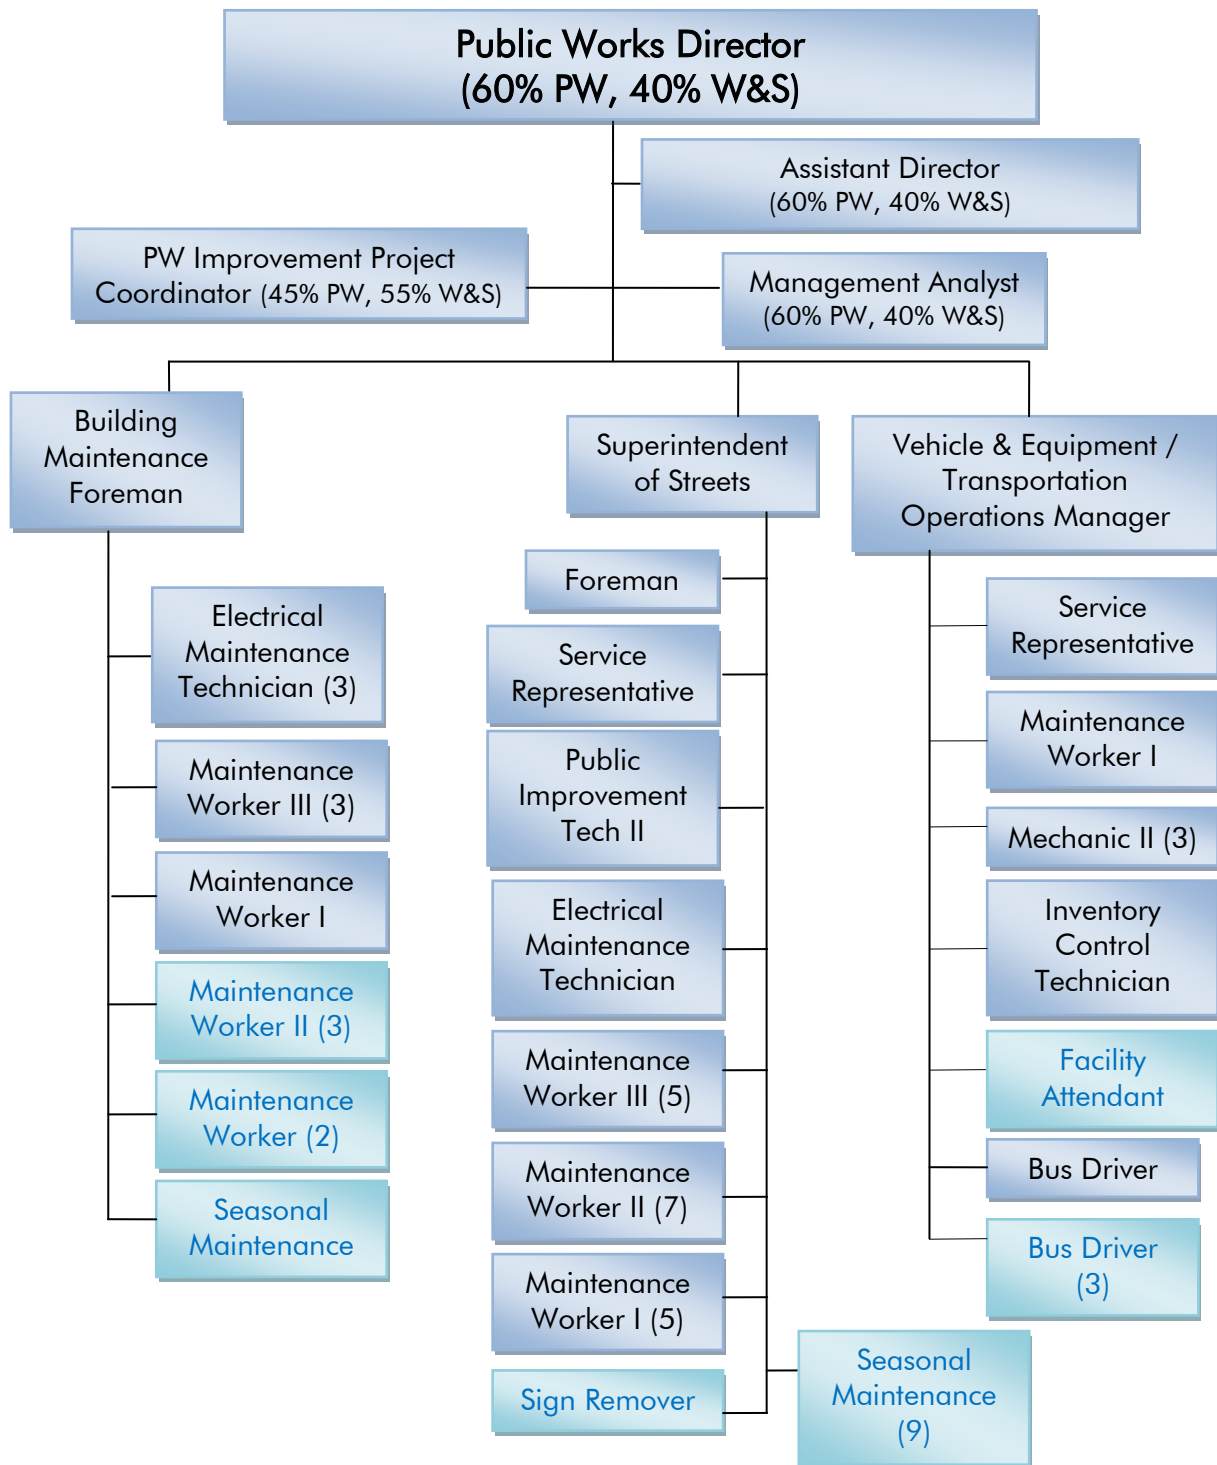 Public Works Director
(60% PW, 40% W&S)
Assistant Director
(60% PW, 40% W&S)
PW Improvement Project
Coordinator (45% PW, 55% W&S)
Management Analyst
(60% PW, 40% W&S)
Building
Maintenance
Foreman
Electrical
Maintenance
Technician (3)
Maintenance
Worker III (3)
Maintenance
Worker I
Maintenance
Worker II (3)
Maintenance
Worker (2)
Seasonal
Maintenance
Superintendent
of Streets
Foreman
Service
Representative
Public
Improvement
Tech II
Electrical
Maintenance
Technician
Maintenance
Worker III (5)
Maintenance
Worker II (7)
Maintenance
Worker I (5)
Sign Remover
Seasonal
Maintenance
(9)
Vehicle & Equipment /
Transportation
Operations Manager
Service
Representative
Maintenance
Worker I
Mechanic II (3)
Inventory
Control
Technician
Facility
Attendant
Bus Driver
Bus Driver
(3)